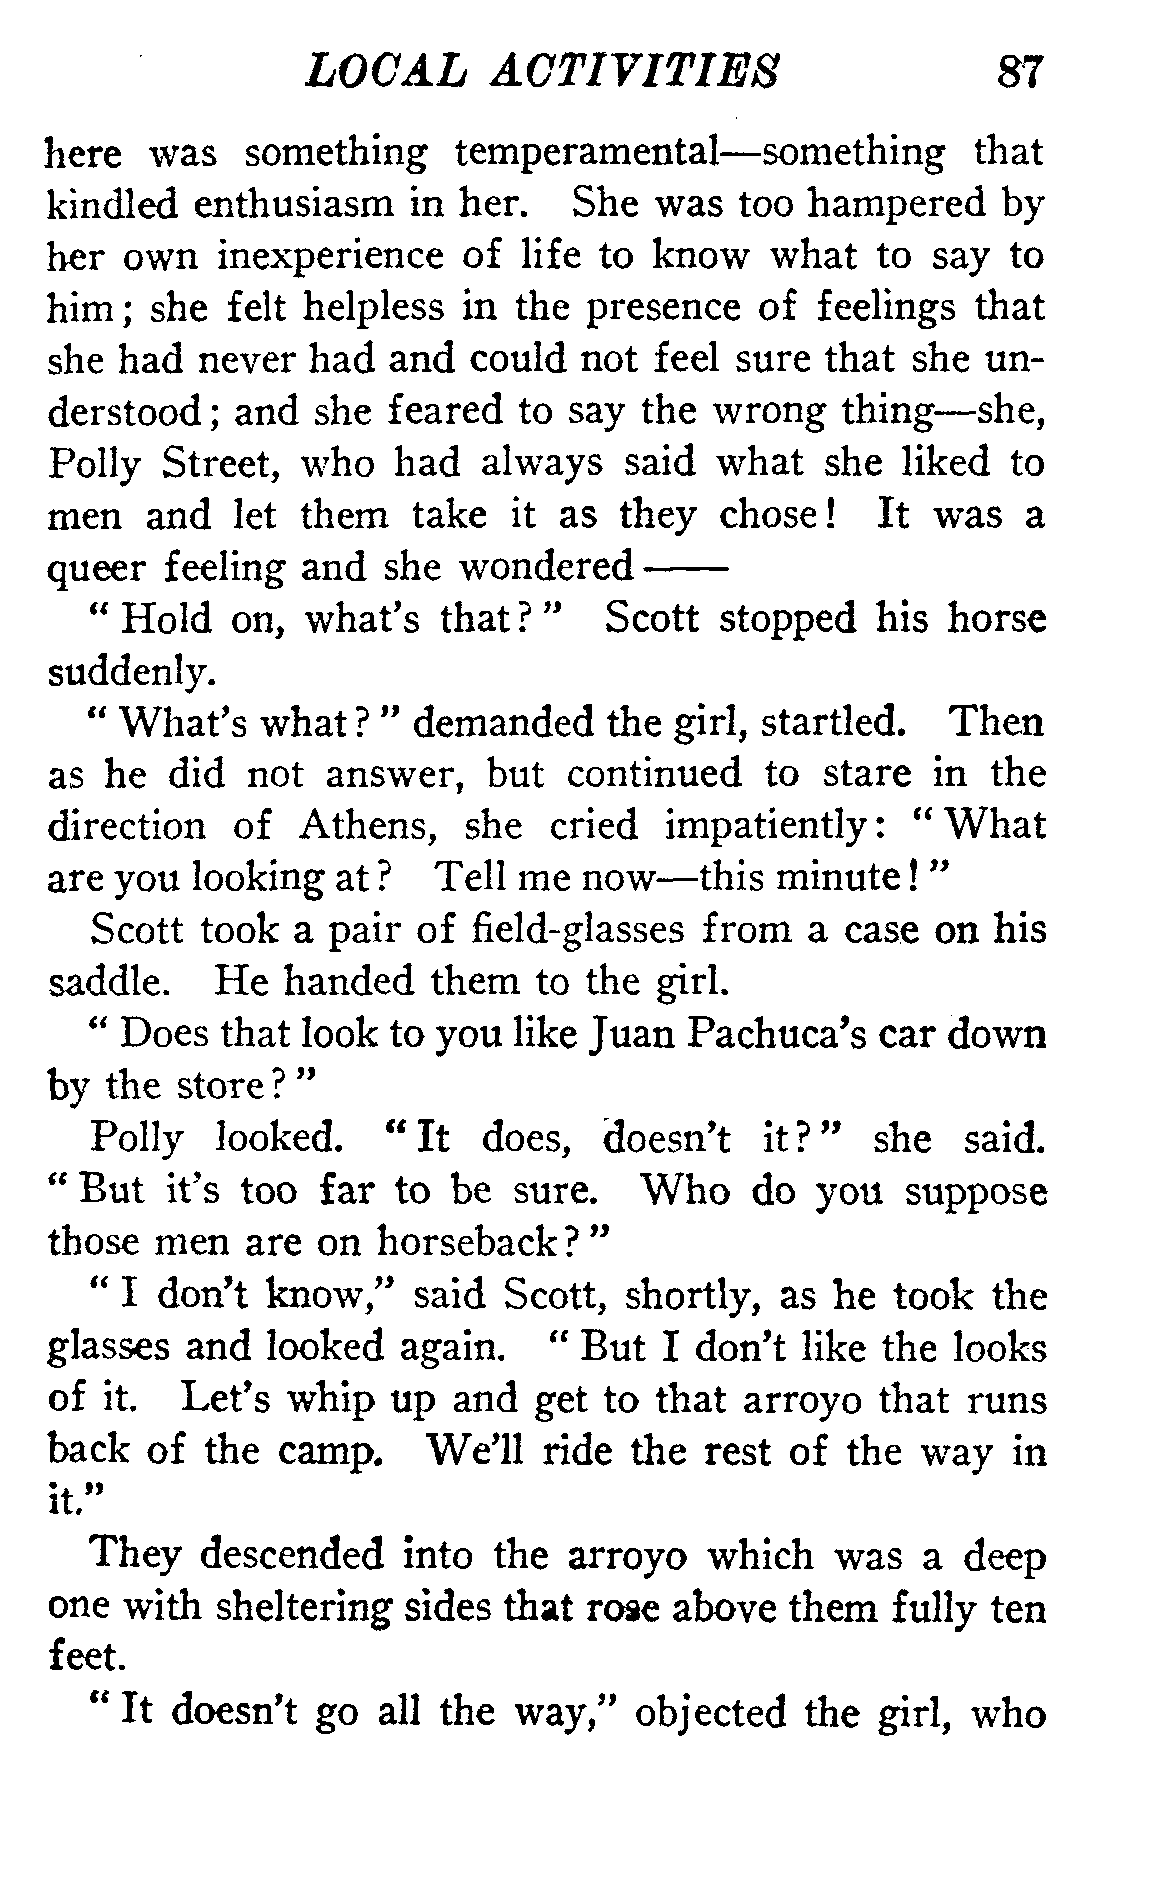 LOCAL ACTIVITIES 87
here was something temperamental—something that
kindled enthusiasm in her. She was too hampered by
her own inexperience of life to know what to say to
him; she felt helpless in the presence of feelings that
she had never had and could not feel sure that she un-
derstood; and she feared to say the wrong thing—she,
Polly Street, who had always said what she liked to
men and let them take it as they chose! It was a
queer feeling and she wondered——
"Hold on, what's that?" Scott stopped his horse
suddenly.
"What's what?" demanded the girl, startled. Then
as he did not answer, but continued to stare in the
direction of Athens, she cried impatiently: "What
are you looking at? Tell me now—this minute!"
Scott took a pair of field-glasses from a case on his
saddle. He handed them to the girl.
"Does that look to you like Juan Pachuca's car down
by the store?"
Polly looked. "It does, doesn't it?" she said.
"But it's too far to be sure. Who do you suppose
those men are on horseback?"
"I don't know," said Scott, shortly, as he took the
glasses and looked again. "But I don't like the looks
of it. Let's whip up and get to that arroyo that runs
back of the camp. We'll ride the rest of the way in
it."
They descended into the arroyo which was a deep
one with sheltering sides that rose above them fully ten
feet.
"It doesn't go all the way," objected the girl, who